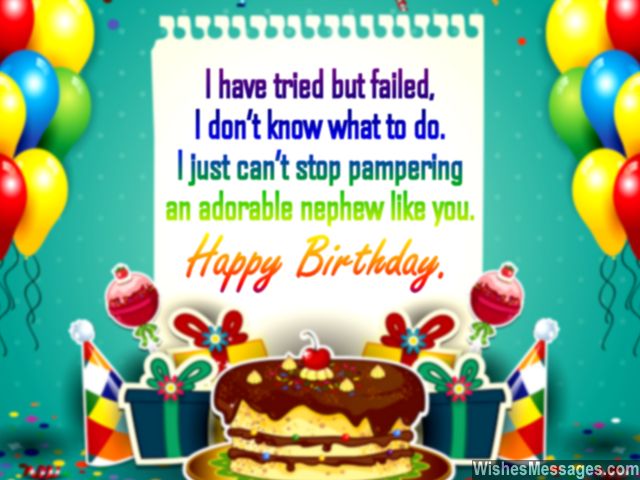 I have tried but failed,
I don't know what to do.
I just can't stop pampering
an adorable nephew like you.
Happy Birthday.
WishesMessages.com